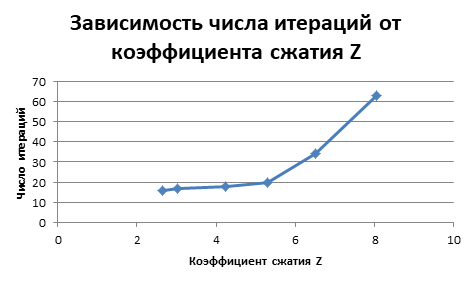 Зависимость числа итераций от
коэффициента сжатия Z
70
60
50
40
30
20
10
0
Число итераций
0 2 4 6 8 10
Коэффициент сжатия Z